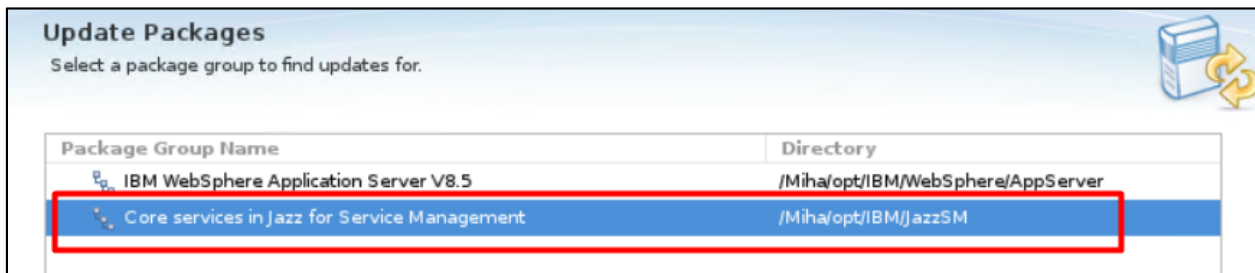 Update Packages
Select a package group to find updates for.
Package Group Name Directory
IBM WebSphere Application Server V8.5 /Miha/opt/IBM/WebSphere/AppServer
Core services in Jazz for Service Management /Miha/opt/IBM/JazzSM